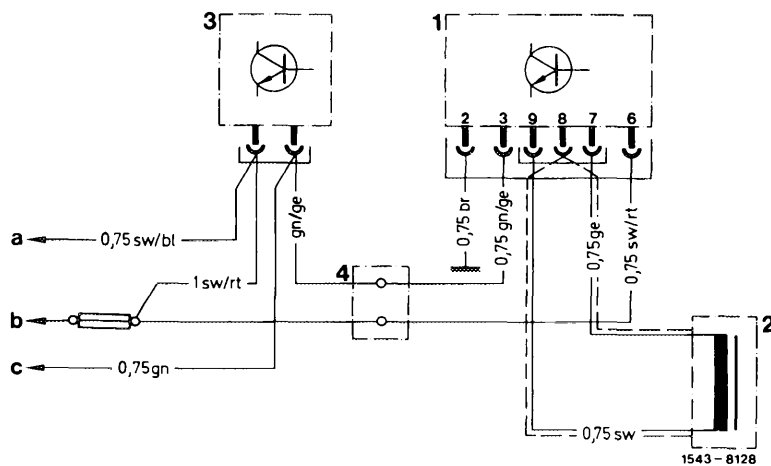 3
1
2 3 9 8 7 6
gn/ge
0,75 br
0,75 gn/ge
0,75 ge
0,75 sw/rt
a
0,75 sw/bl
4
1 sw/rt
b
2
c
0,75 gn
0,75 sw
1543-8128